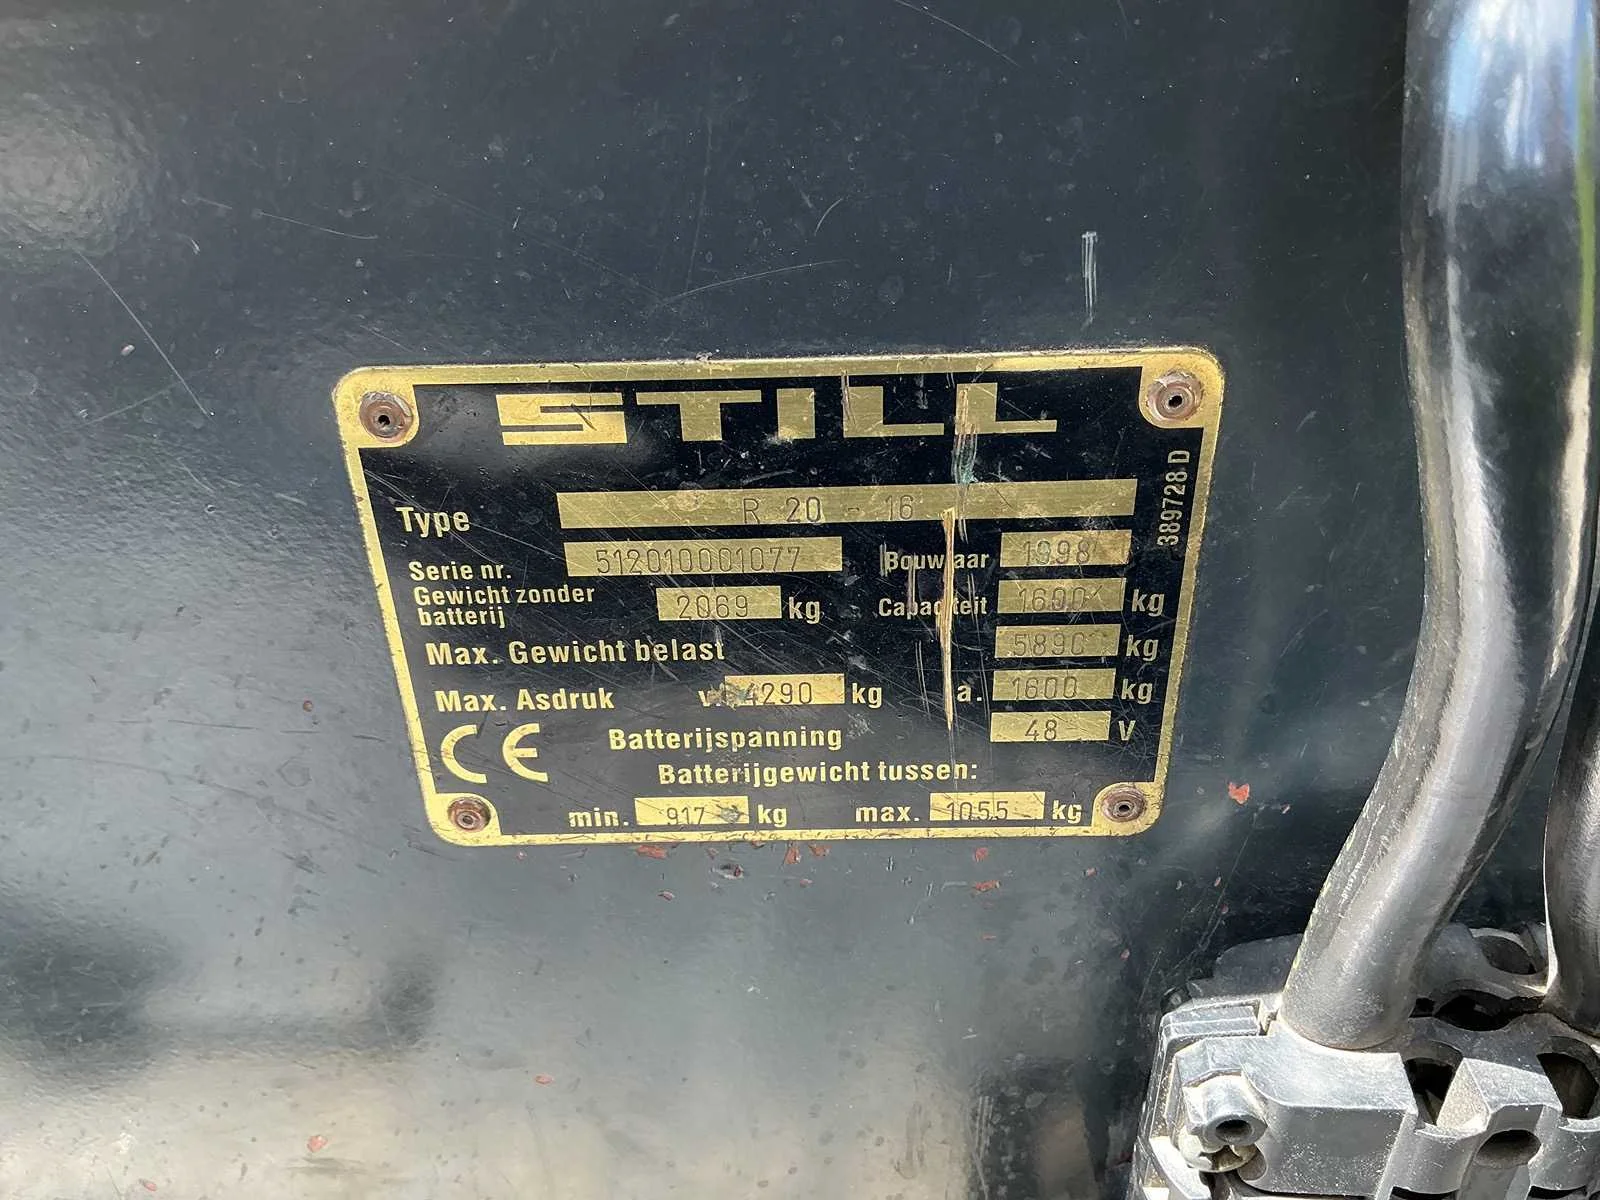 STILL
Type R 20 - 16
Serie nr. 512010001077 Bouwjaar 1998
Gewicht zonder batterij 2069 kg Capaciteit 1600 kg
Max. Gewicht belast 5890 kg
Max. Asdruk v. 4290 kg a. 1600 kg
CE Batterijspanning 48 V
Batterijgewicht tussen:
min. 917 kg max. 1055 kg
389728 D